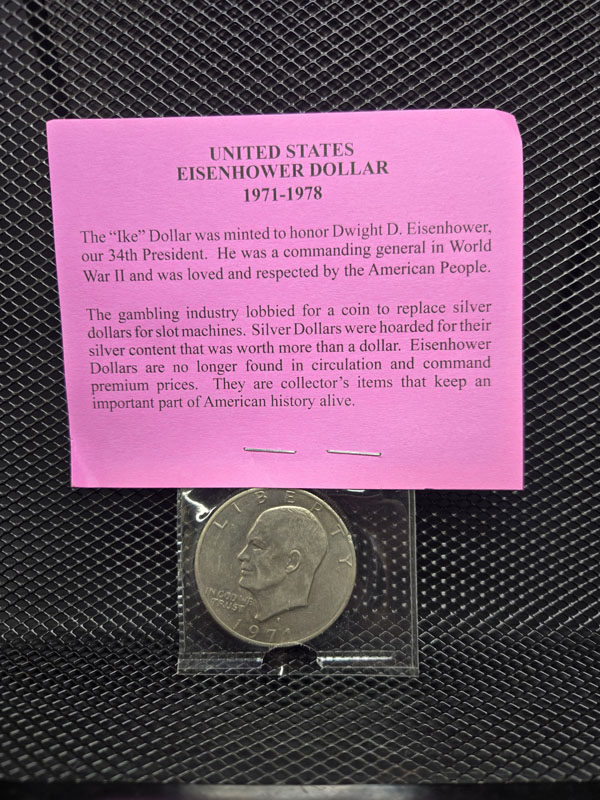 UNITED STATES
EISENHOWER DOLLAR
1971-1978
The “Ike” Dollar was minted to honor Dwight D. Eisenhower,
our 34th President. He was a commanding general in World
War II and was loved and respected by the American People.
The gambling industry lobbied for a coin to replace silver
dollars for slot machines. Silver Dollars were hoarded for their
silver content that was worth more than a dollar. Eisenhower
Dollars are no longer found in circulation and command
premium prices. They are collector’s items that keep an
important part of American history alive.
LIBERTY
IN GOD WE
TRUST